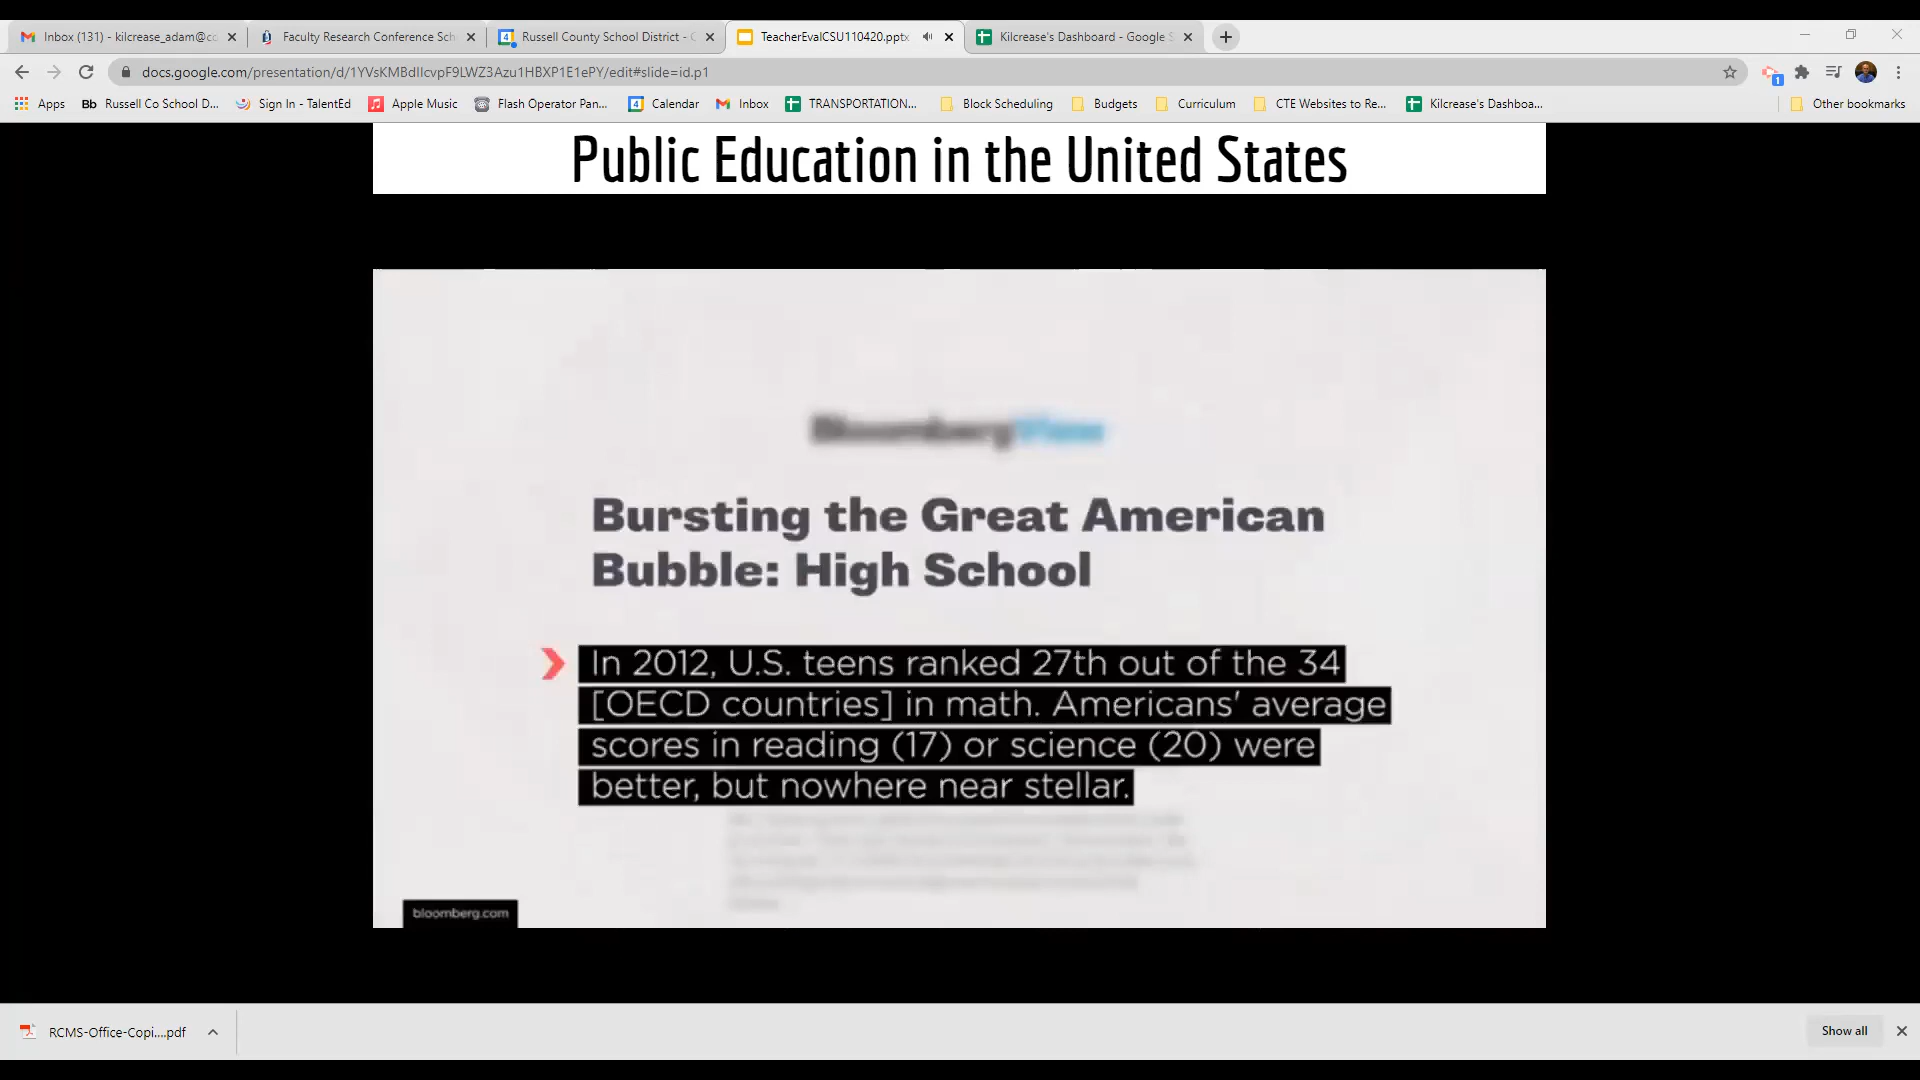 Inbox (131) - kilcrease_adam@co
Faculty Research Conference Sch
Russell County School District - C
TeacherEvalCSU110420.pptx
Kilcrease's Dashboard - Google S
docs.google.com/presentation/d/1YVsKMBdIlcvpF9LWZ3Azu1HBXP1E1ePY/edit#slide=id.p1
Apps
Bb Russell Co School D...
Sign In - TalentEd
Apple Music
Flash Operator Pan...
4 Calendar
Inbox
TRANSPORTATION...
Block Scheduling
Budgets
Curriculum
CTE Websites to Re...
Kilcrease's Dashboa...
Other bookmarks
Public Education in the United States
BloombergView
Bursting the Great American
Bubble: High School
In 2012, U.S. teens ranked 27th out of the 34
[OECD countries] in math. Americans' average
scores in reading (17) or science (20) were
better, but nowhere near stellar.
bloomberg.com
RCMS-Office-Copi....pdf
Show all